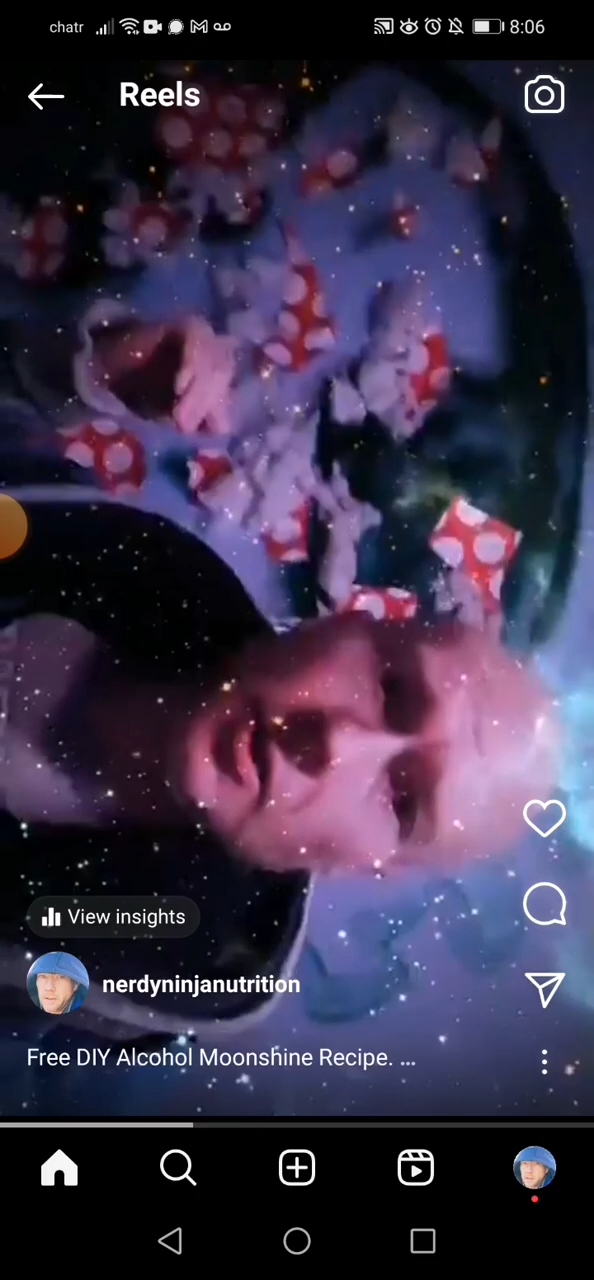 chatr 8:06
Reels
View insights
nerdyninjanutrition
Free DIY Alcohol Moonshine Recipe. ...